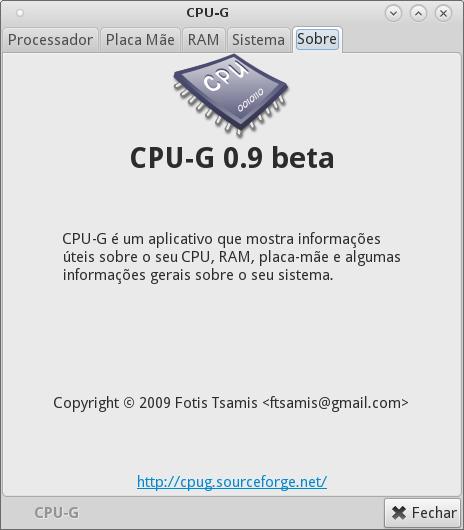 CPU-G
Processador Placa Mãe RAM Sistema Sobre
CPU
0010110
CPU-G 0.9 beta
CPU-G é um aplicativo que mostra informações
úteis sobre o seu CPU, RAM, placa-mãe e algumas
informações gerais sobre o seu sistema.
Copyright © 2009 Fotis Tsamis <ftsamis@gmail.com>
http://cpug.sourceforge.net/
CPU-G
Fechar